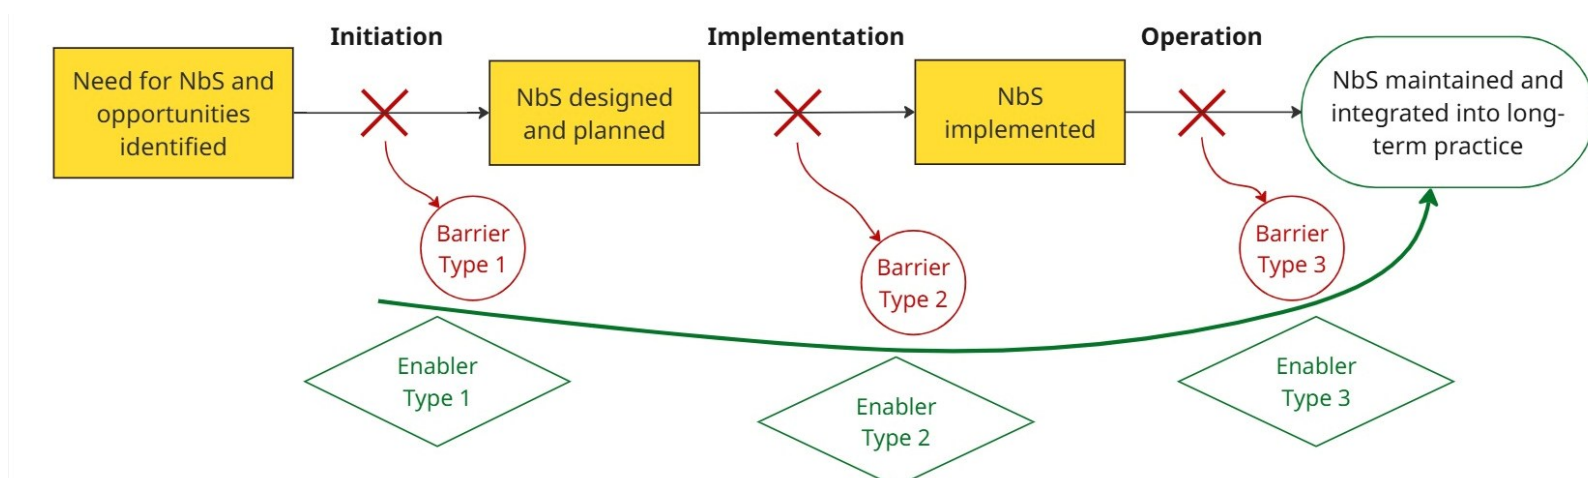 Initiation
Implementation
Operation
Need for NbS and
opportunities
identified
NbS designed
and planned
NbS
implemented
NbS maintained and
integrated into long-
term practice
Barrier
Type 1
Barrier
Type 2
Barrier
Type 3
Enabler
Type 1
Enabler
Type 2
Enabler
Type 3